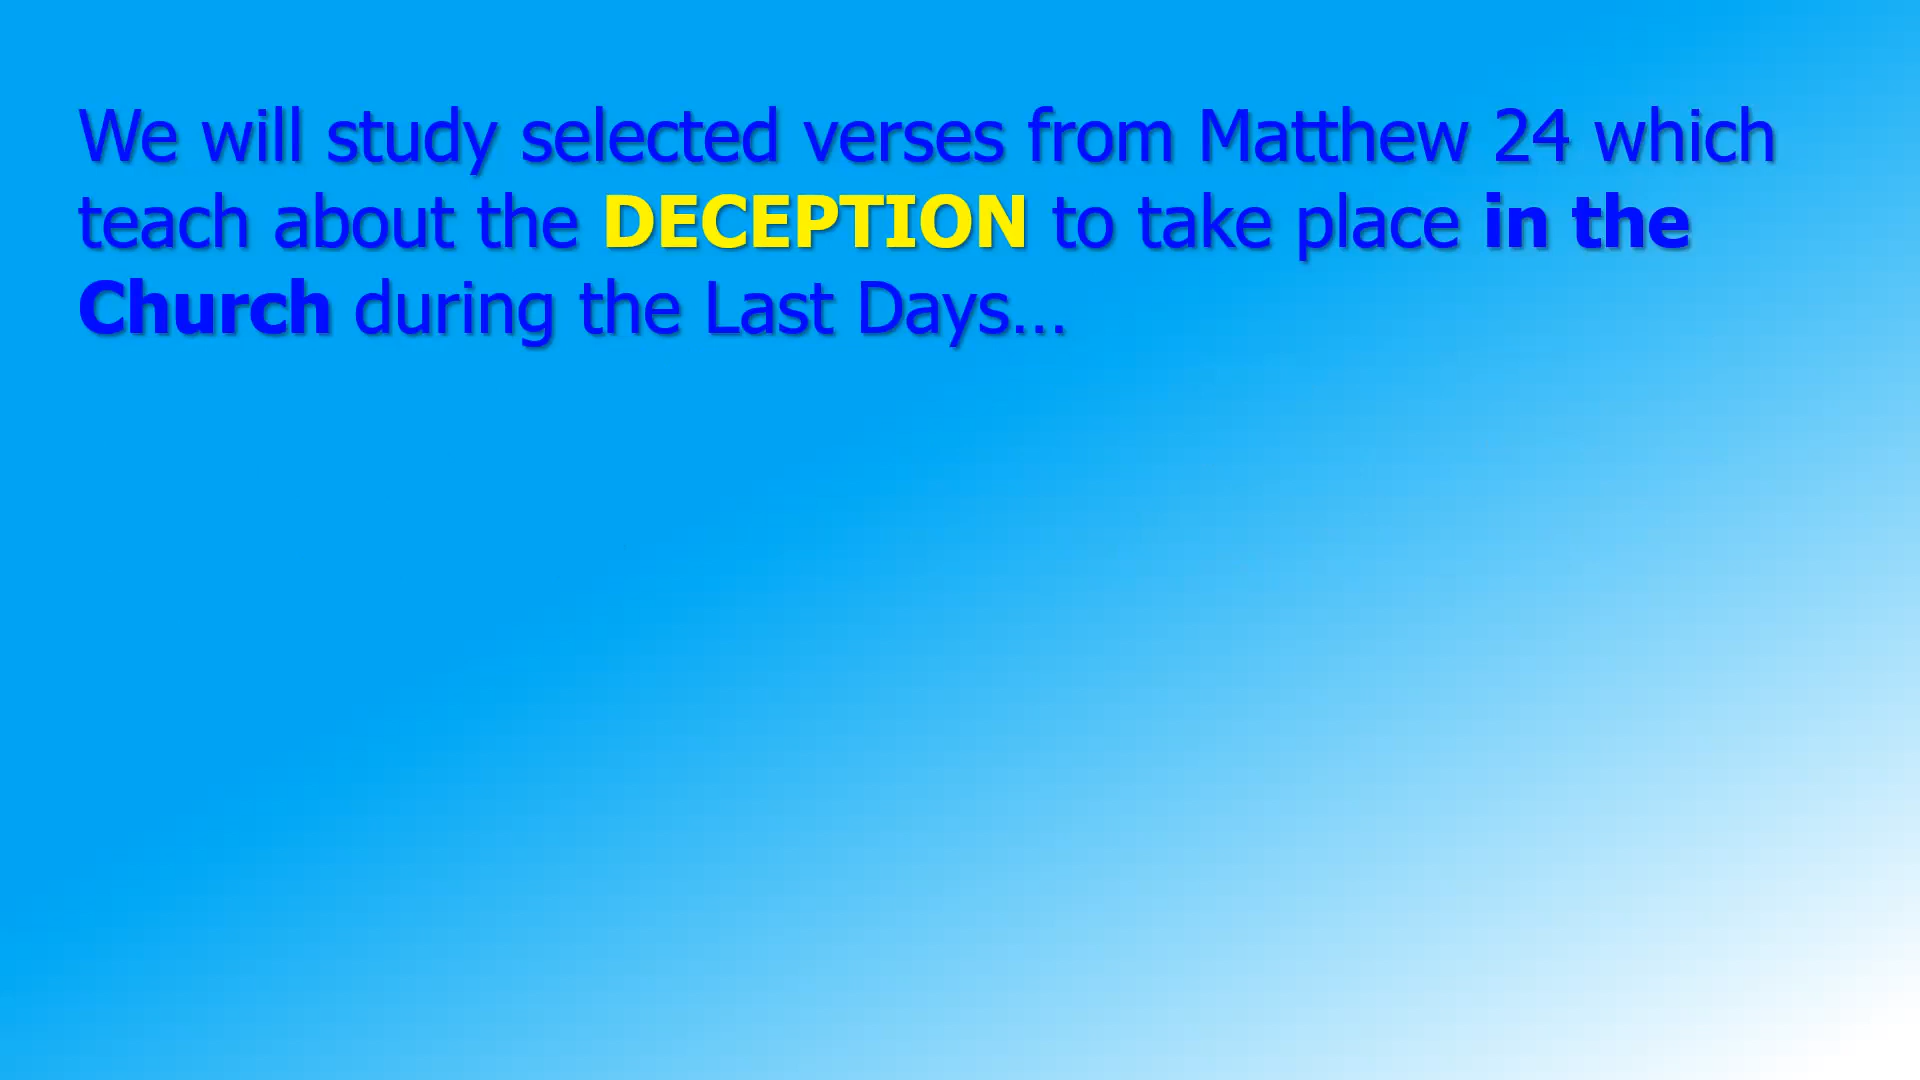 We will study selected verses from Matthew 24 which
teach about the DECEPTION to take place in the
Church during the Last Days...